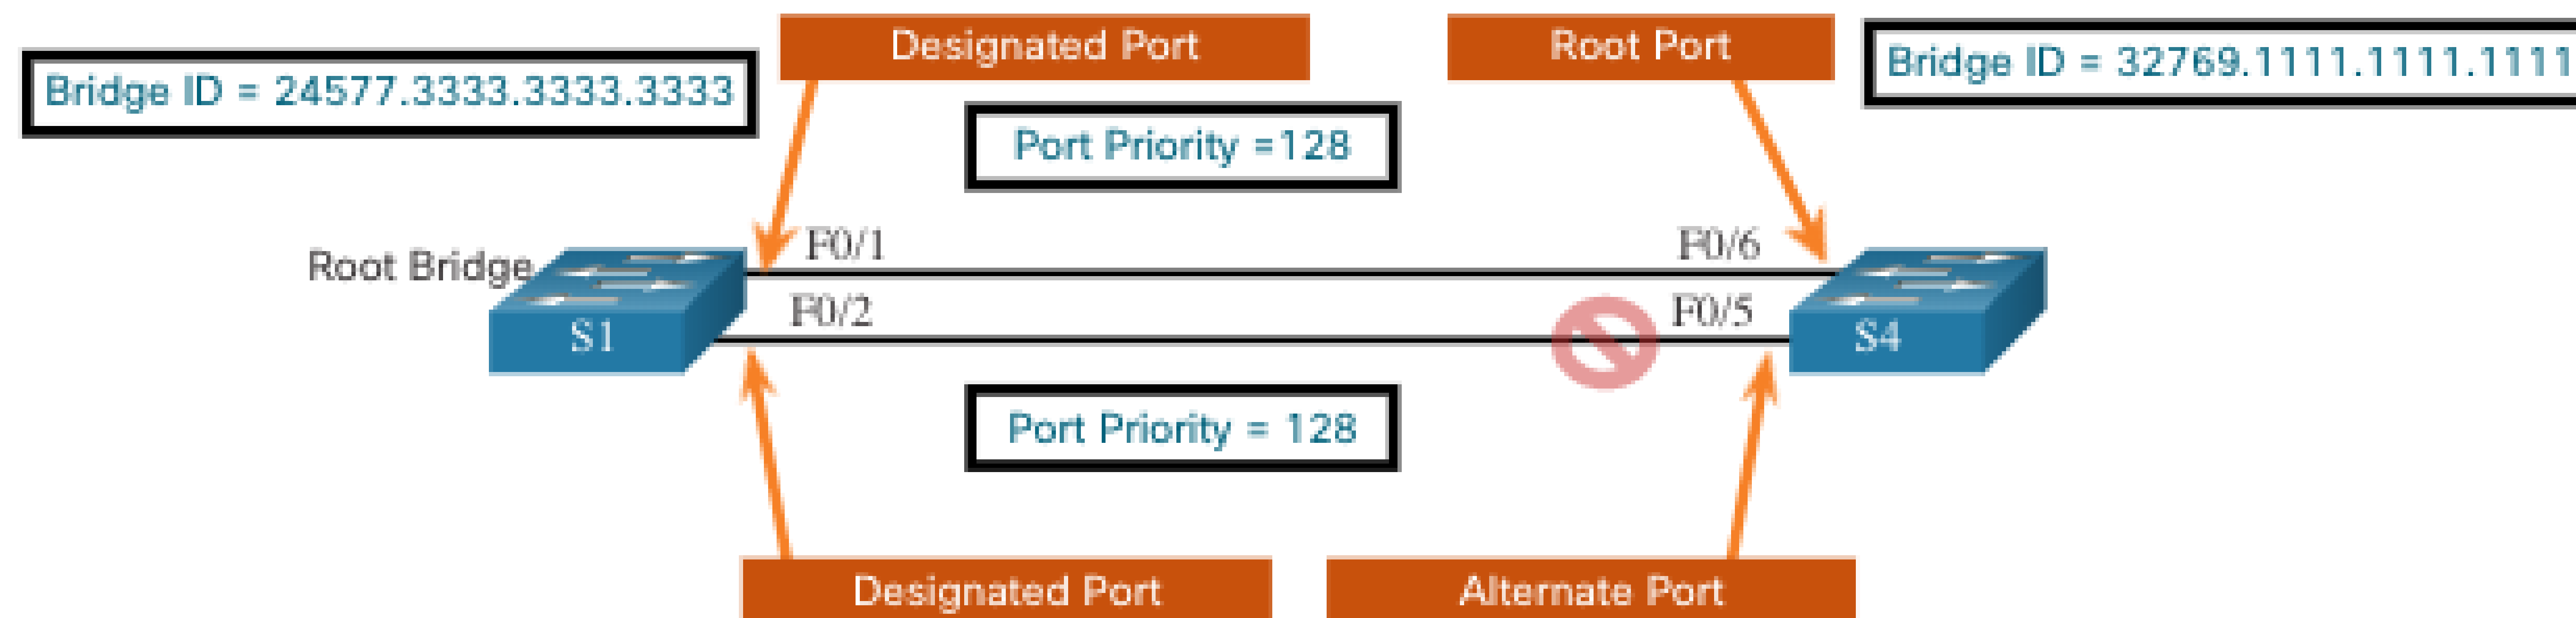 Designated Port
Root Port
Bridge ID = 32769.1111.1111.1111
Bridge ID = 24577.3333.3333.3333
Port Priority =128
F0/1
F0/6
Root Bridge
F0/2
F0/5
S1
S4
Port Priority = 128
Designated Port
Alternate Port